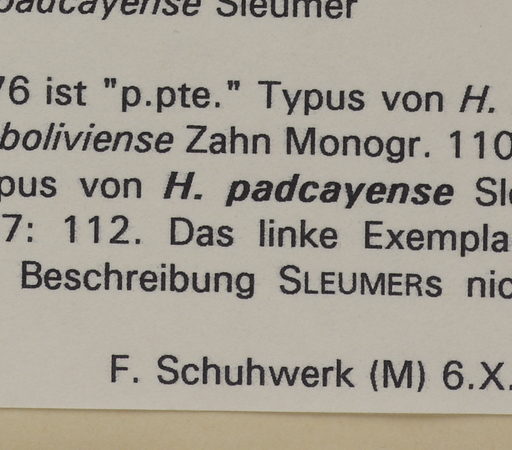 padcayense Sleumer
76 ist "p.pte." Typus von H.
boliviense Zahn Monogr. 110
pus von H. padcayense Sle
7: 112. Das linke Exempla
Beschreibung SLEUMERs nic
F. Schuhwerk (M) 6.X.